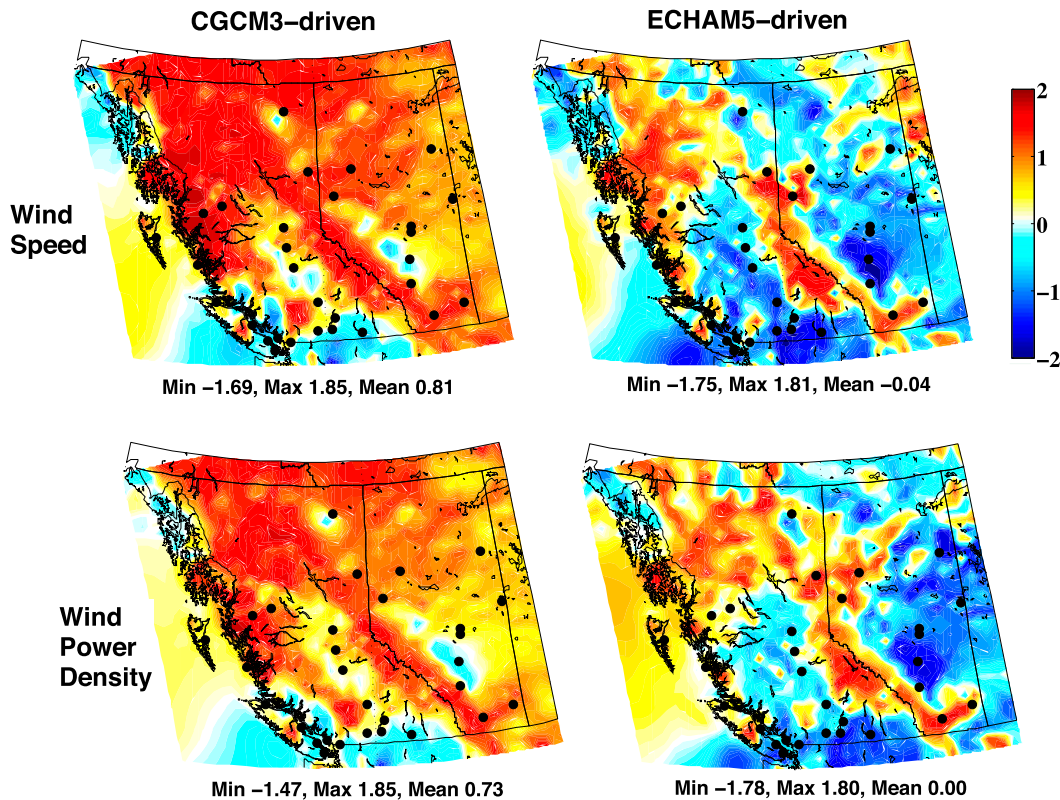 CGCM3−driven
ECHAM5−driven
Wind
Speed
2
1
0
−1
−2
Min −1.69, Max 1.85, Mean 0.81
Min −1.75, Max 1.81, Mean −0.04
Wind
Power
Density
Min −1.47, Max 1.85, Mean 0.73
Min −1.78, Max 1.80, Mean 0.00